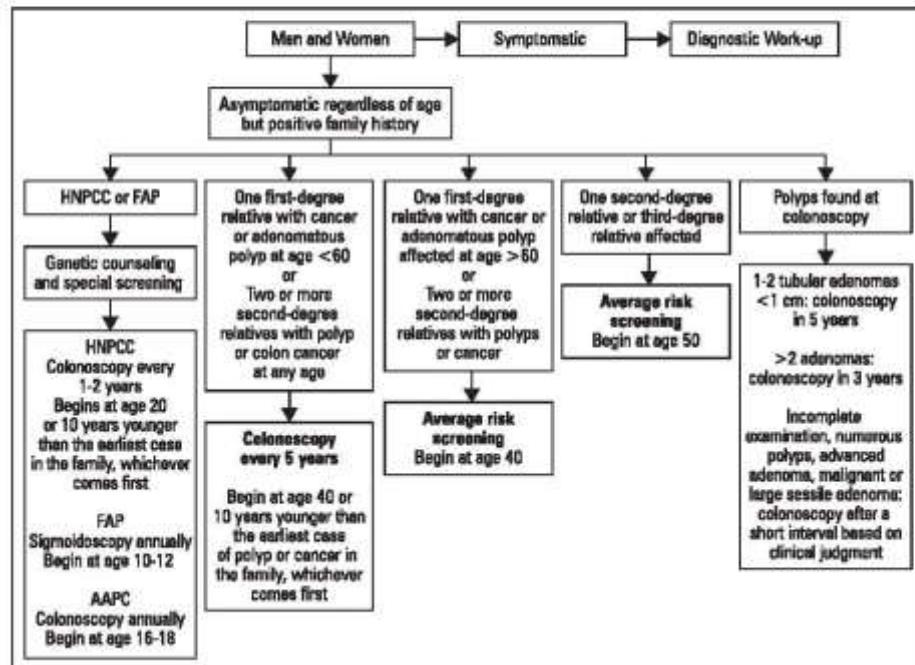 Men and Women
Symptomatic
Diagnostic Work-up
Asymptomatic regardless of age
but positive family history
HNPCC or FAP
Genetic counseling
and special screening
HNPCC
Colonoscopy every
1-2 years
Begins at age 20
or 10 years younger
than the earliest case
in the family, whichever
comes first
FAP
Sigmoidoscopy annually
Begin at age 10-12
AAPC
Colonoscopy annually
Begin at age 16-18
One first-degree
relative with cancer
or adenomatous
polyp at age <60
or
Two or more
second-degree
relatives with polyp
or colon cancer
at any age
Colonoscopy
every 5 years
Begin at age 40 or
10 years younger than
the earliest case
of polyp or cancer in
the family, whichever
comes first
One first-degree
relative with cancer or
adenomatous polyp
affected at age >60
or
Two or more
second-degree
relatives with polyps
or cancer
Average risk
screening
Begin at age 40
One second-degree
relative or third-degree
relative affected
Average risk
screening
Begin at age 50
Polyps found at
colonoscopy
1-2 tubular adenomas
<1 cm: colonoscopy
in 5 years
>2 adenomas:
colonoscopy in 3 years
Incomplete
examination, numerous
polyps, advanced
adenoma, malignant or
large sessile adenoma:
colonoscopy after a
short interval based on
clinical judgment